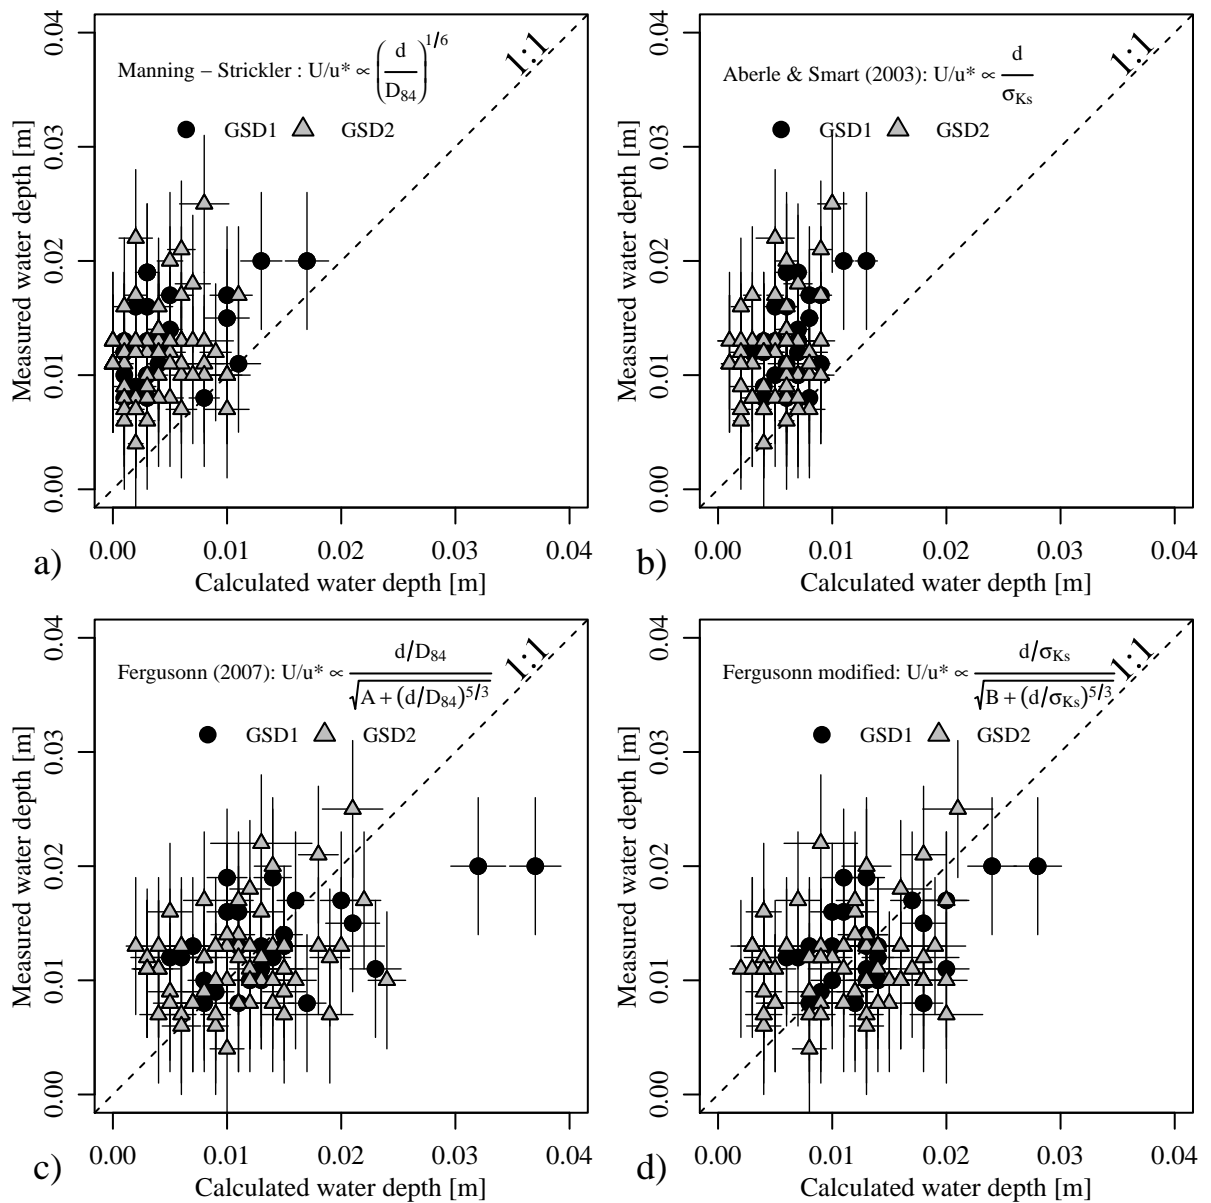 Manning – Strickler : U/u* ∝ (d/D84)^1/6
1:1
GSD1 GSD2
Measured water depth [m]
0.00 0.01 0.02 0.03 0.04
0.00 0.01 0.02 0.03 0.04
Calculated water depth [m]
a)
Aberle & Smart (2003): U/u* ∝ d/σKs
1:1
GSD1 GSD2
Measured water depth [m]
0.00 0.01 0.02 0.03 0.04
0.00 0.01 0.02 0.03 0.04
Calculated water depth [m]
b)
Fergusonn (2007): U/u* ∝ d/D84 / √(A + (d/D84)^5/3)
1:1
GSD1 GSD2
Measured water depth [m]
0.00 0.01 0.02 0.03 0.04
0.00 0.01 0.02 0.03 0.04
Calculated water depth [m]
c)
Fergusonn modified: U/u* ∝ d/σKs / √(B + (d/σKs)^5/3)
1:1
GSD1 GSD2
Measured water depth [m]
0.00 0.01 0.02 0.03 0.04
0.00 0.01 0.02 0.03 0.04
Calculated water depth [m]
d)